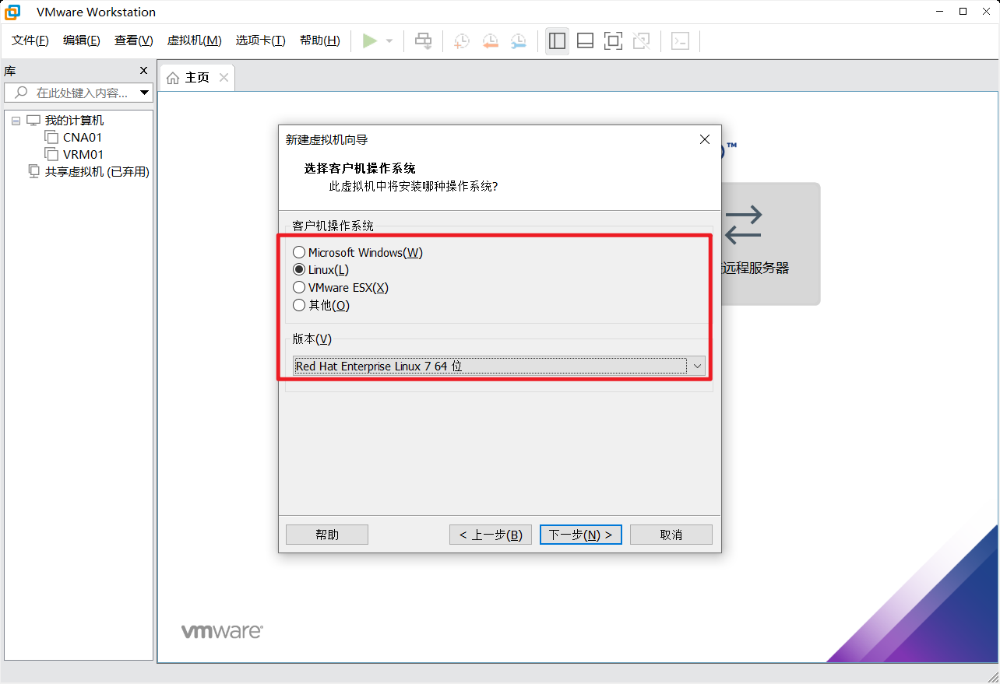 VMware Workstation
文件(F) 编辑(E) 查看(V) 虚拟机(M) 选项卡(T) 帮助(H)
库
主页
在此处键入内容...
我的计算机
CNA01
VRM01
共享虚拟机 (已弃用)
™
新建虚拟机向导
选择客户机操作系统
此虚拟机中将安装哪种操作系统?
客户机操作系统
Microsoft Windows(W)
Linux(L)
VMware ESX(X)
其他(O)
版本(V)
Red Hat Enterprise Linux 7 64 位
远程服务器
帮助 < 上一步(B) 下一步(N) > 取消
vmware®